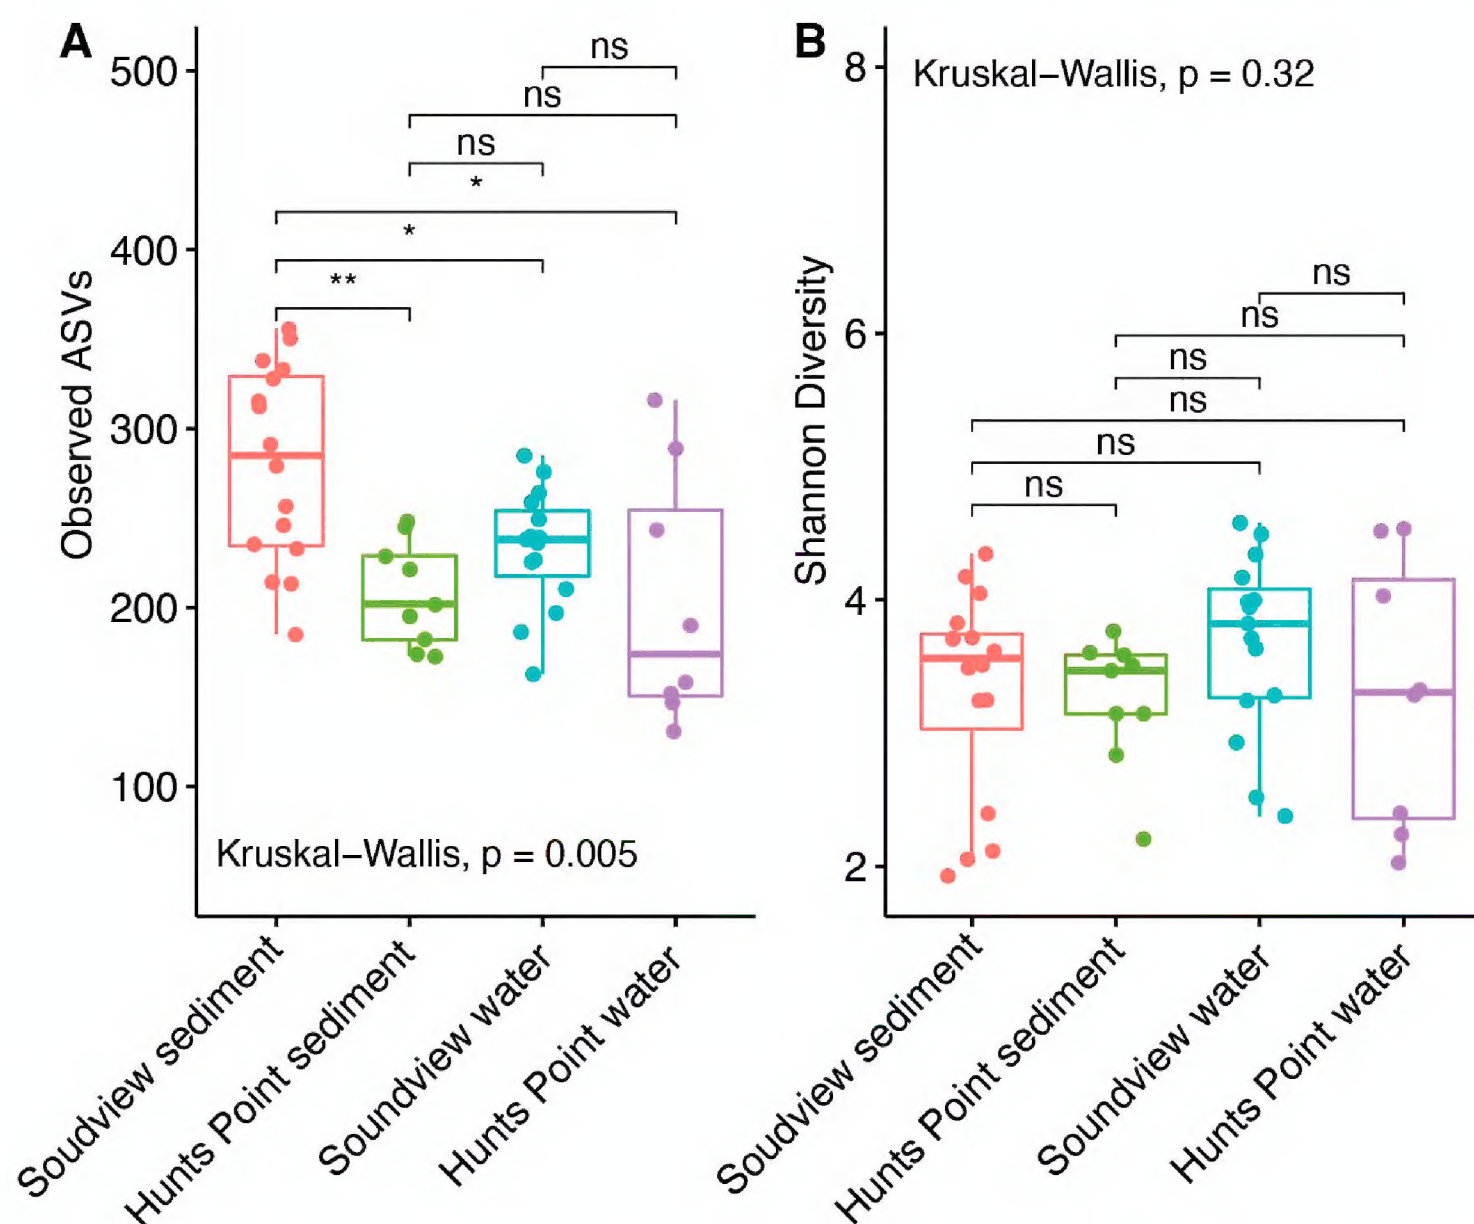 A
500
400
300
200
100
Observed ASVs
ns
ns
ns
*
*
**
Kruskal–Wallis, p = 0.005
Soudview sediment
Hunts Point sediment
Soundview water
Hunts Point water
B
8
6
4
2
Shannon Diversity
Kruskal–Wallis, p = 0.32
ns
ns
ns
ns
ns
ns
Soudview sediment
Hunts Point sediment
Soundview water
Hunts Point water